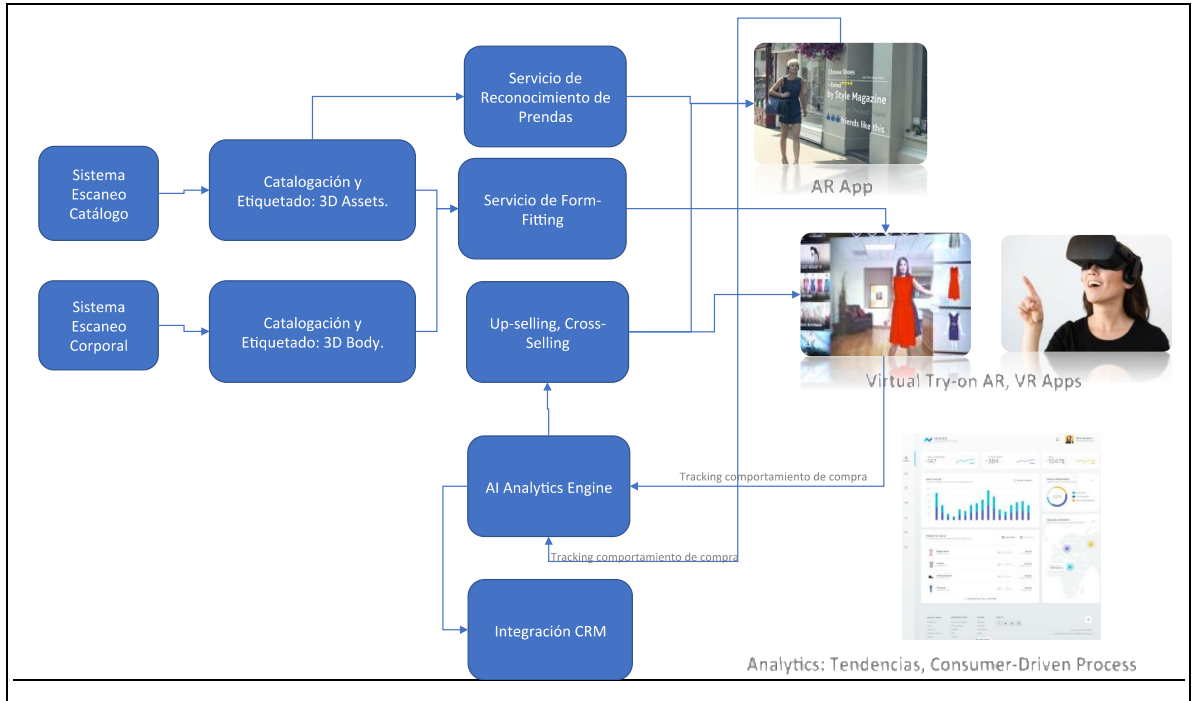 Servicio de
Reconocimiento de
Prendas
Choose Shoes
by Style Magazine
friends like this
AR App
Sistema
Escaneo
Catálogo
Catalogación y
Etiquetado: 3D Assets.
Servicio de Form-
Fitting
Sistema
Escaneo
Corporal
Catalogación y
Etiquetado: 3D Body.
Up-selling, Cross-
Selling
Virtual Try-on AR, VR Apps
AI Analytics Engine
Tracking comportamiento de compra
Tracking comportamiento de compra
Integración CRM
Analytics: Tendencias, Consumer-Driven Process